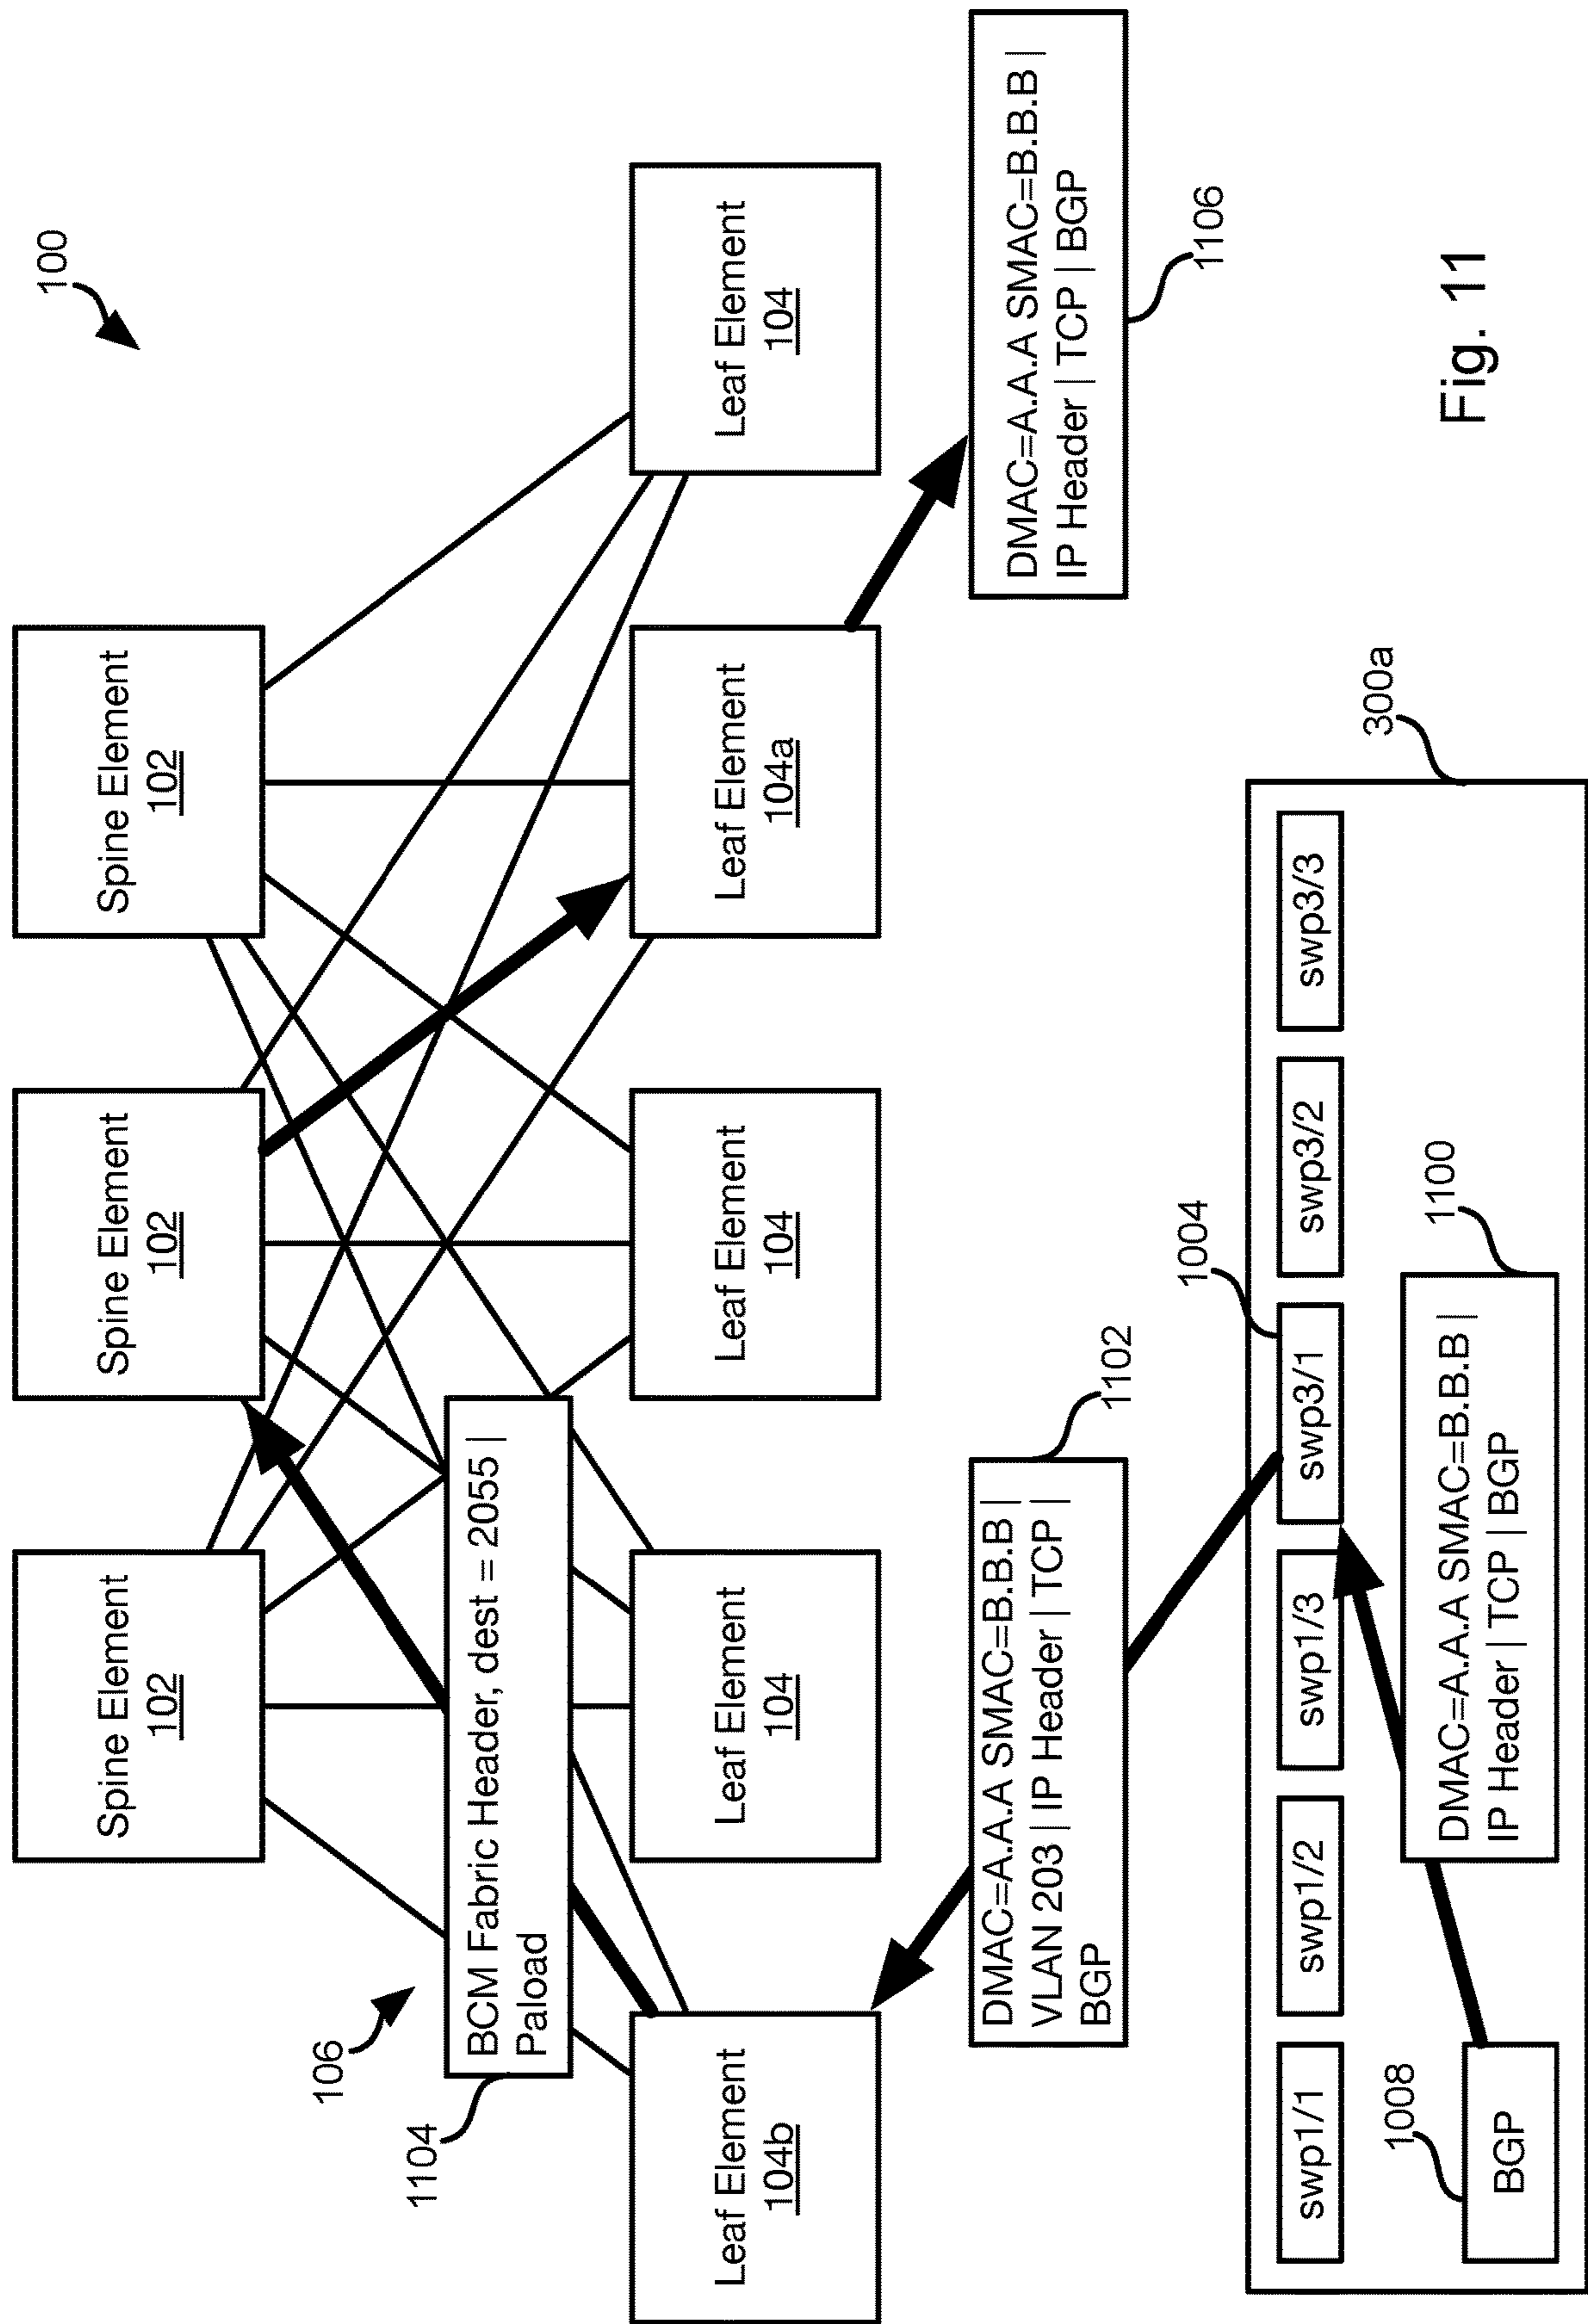 100
Spine Element
102
Spine Element
102
Spine Element
102
106
1104
BCM Fabric Header, dest = 2055 |
Paload
Leaf Element
104b
Leaf Element
104
Leaf Element
104
Leaf Element
104a
Leaf Element
104
DMAC=A.A.A SMAC=B.B.B |
VLAN 203 | IP Header | TCP |
BGP
1102
DMAC=A.A.A SMAC=B.B.B |
IP Header | TCP | BGP
1106
1004
300a
swp1/1
swp1/2
swp1/3
swp3/1
swp3/2
swp3/3
1008
BGP
DMAC=A.A.A SMAC=B.B.B |
IP Header | TCP | BGP
1100
Fig. 11